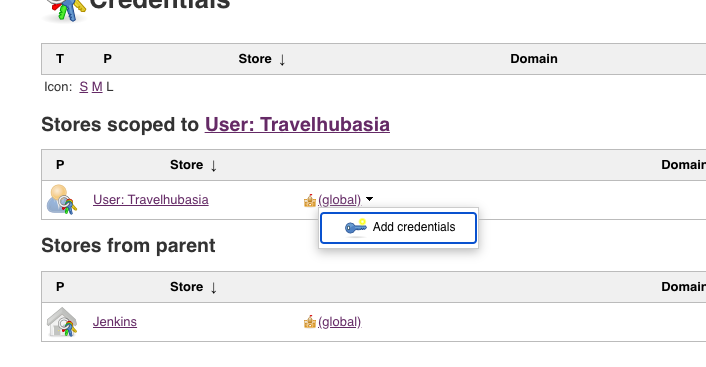 Credentials
T P Store ↓ Domain
Icon: S M L
Stores scoped to User: Travelhubasia
P Store ↓ Domain
User: Travelhubasia (global)
Add credentials
Stores from parent
P Store ↓ Domain
Jenkins (global)